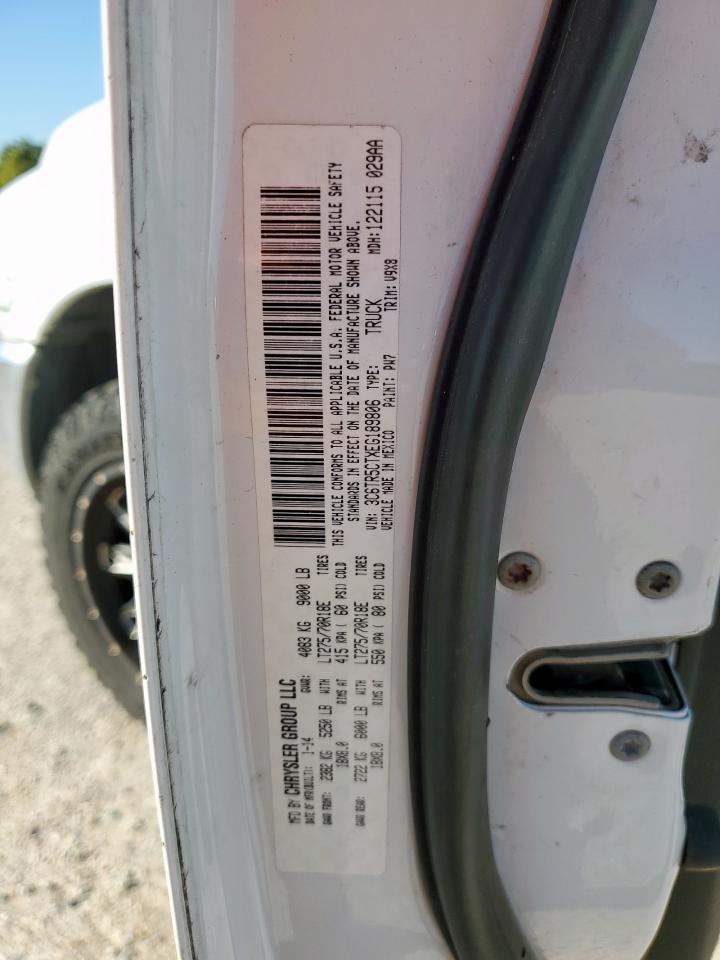 MFD BY CHRYSLER GROUP LLC
DATE OF MFR(BUILT): 1-14 GVWR: 4083 KG 9000 LB
GAWR FRONT: 2382 KG 5250 LB WITH LT275/70R18E TIRES
18X8.0 RIMS AT 415 KPA ( 60 PSI) COLD
GAWR REAR: 2722 KG 6000 LB WITH LT275/70R18E TIRES
18X8.0 RIMS AT 550 KPA ( 80 PSI) COLD
THIS VEHICLE CONFORMS TO ALL APPLICABLE U.S.A. FEDERAL MOTOR VEHICLE SAFETY
STANDARDS IN EFFECT ON THE DATE OF MANUFACTURE SHOWN ABOVE.
VIN: 3C6TR5CTXEG189806 TYPE: TRUCK MDH:122115 029AA
VEHICLE MADE IN MEXICO PAINT: PW7 TRIM: V9X8